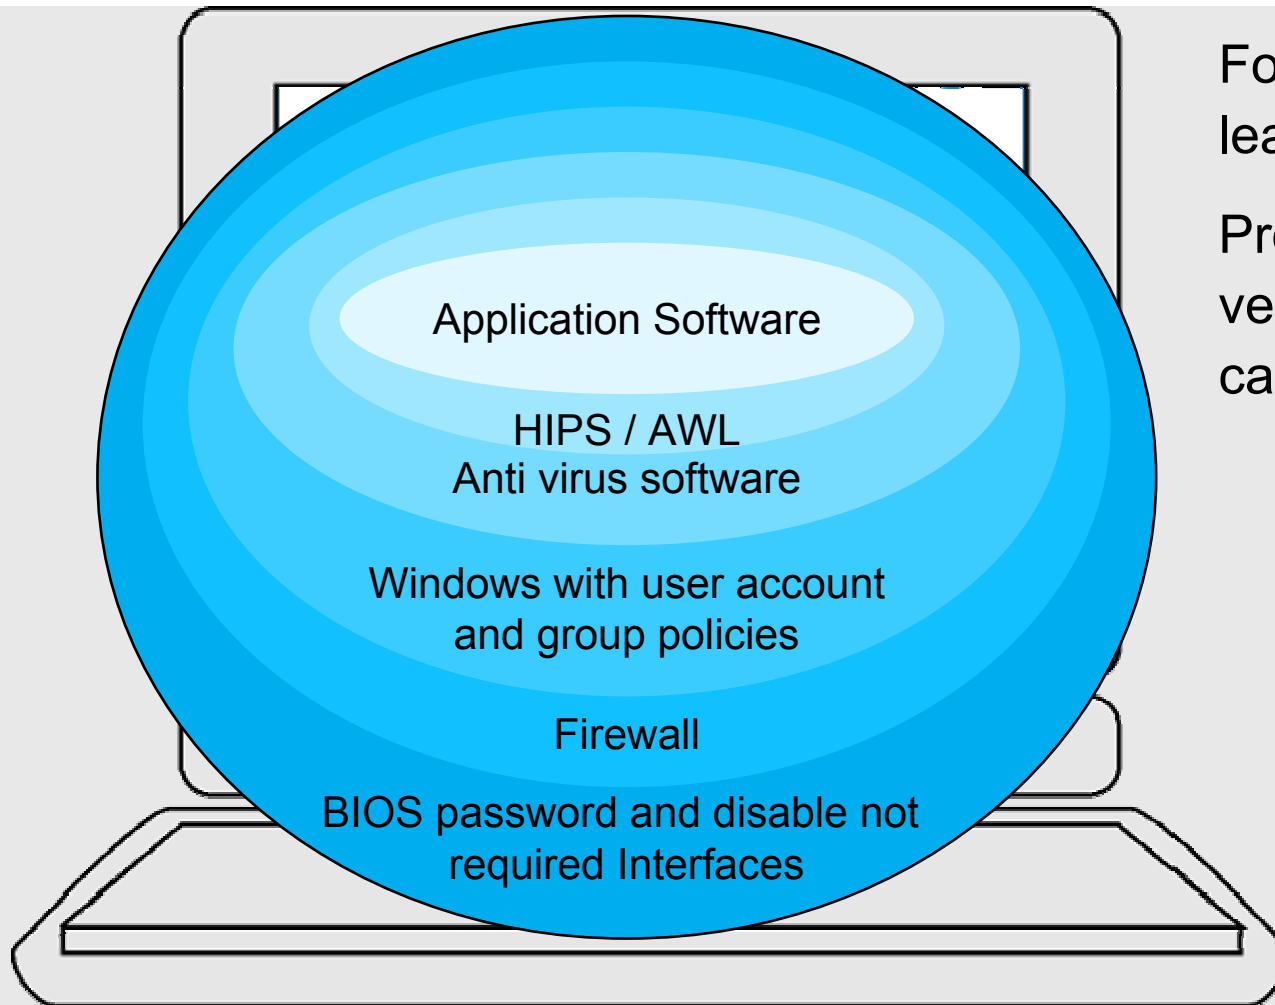 Application Software
HIPS / AWL
Anti virus software
Windows with user account
and group policies
Firewall
BIOS password and disable not
required Interfaces